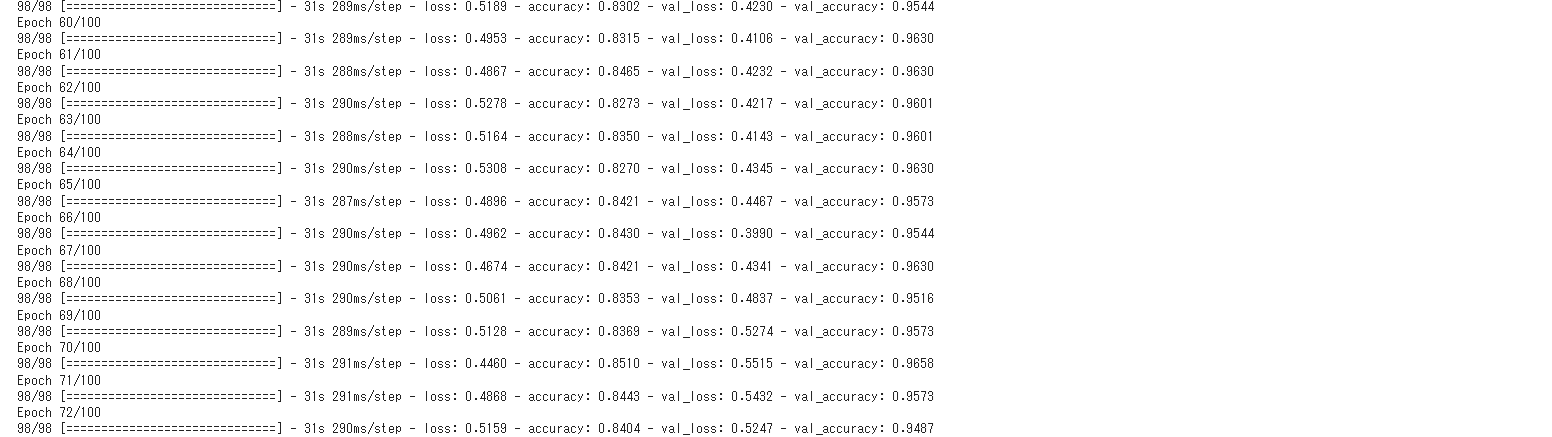 98/98 [==============================] - 31s 289ms/step - loss: 0.5189 - accuracy: 0.8302 - val_loss: 0.4230 - val_accuracy: 0.9544
Epoch 60/100
98/98 [==============================] - 31s 289ms/step - loss: 0.4953 - accuracy: 0.8315 - val_loss: 0.4106 - val_accuracy: 0.9630
Epoch 61/100
98/98 [==============================] - 31s 288ms/step - loss: 0.4867 - accuracy: 0.8465 - val_loss: 0.4232 - val_accuracy: 0.9630
Epoch 62/100
98/98 [==============================] - 31s 290ms/step - loss: 0.5278 - accuracy: 0.8273 - val_loss: 0.4217 - val_accuracy: 0.9601
Epoch 63/100
98/98 [==============================] - 31s 288ms/step - loss: 0.5164 - accuracy: 0.8350 - val_loss: 0.4143 - val_accuracy: 0.9601
Epoch 64/100
98/98 [==============================] - 31s 290ms/step - loss: 0.5308 - accuracy: 0.8270 - val_loss: 0.4345 - val_accuracy: 0.9630
Epoch 65/100
98/98 [==============================] - 31s 287ms/step - loss: 0.4896 - accuracy: 0.8421 - val_loss: 0.4467 - val_accuracy: 0.9573
Epoch 66/100
98/98 [==============================] - 31s 290ms/step - loss: 0.4962 - accuracy: 0.8430 - val_loss: 0.3990 - val_accuracy: 0.9544
Epoch 67/100
98/98 [==============================] - 31s 290ms/step - loss: 0.4674 - accuracy: 0.8421 - val_loss: 0.4341 - val_accuracy: 0.9630
Epoch 68/100
98/98 [==============================] - 31s 290ms/step - loss: 0.5061 - accuracy: 0.8353 - val_loss: 0.4837 - val_accuracy: 0.9516
Epoch 69/100
98/98 [==============================] - 31s 289ms/step - loss: 0.5128 - accuracy: 0.8369 - val_loss: 0.5274 - val_accuracy: 0.9573
Epoch 70/100
98/98 [==============================] - 31s 291ms/step - loss: 0.4460 - accuracy: 0.8510 - val_loss: 0.5515 - val_accuracy: 0.9658
Epoch 71/100
98/98 [==============================] - 31s 291ms/step - loss: 0.4868 - accuracy: 0.8443 - val_loss: 0.5432 - val_accuracy: 0.9573
Epoch 72/100
98/98 [==============================] - 31s 290ms/step - loss: 0.5159 - accuracy: 0.8404 - val_loss: 0.5247 - val_accuracy: 0.9487